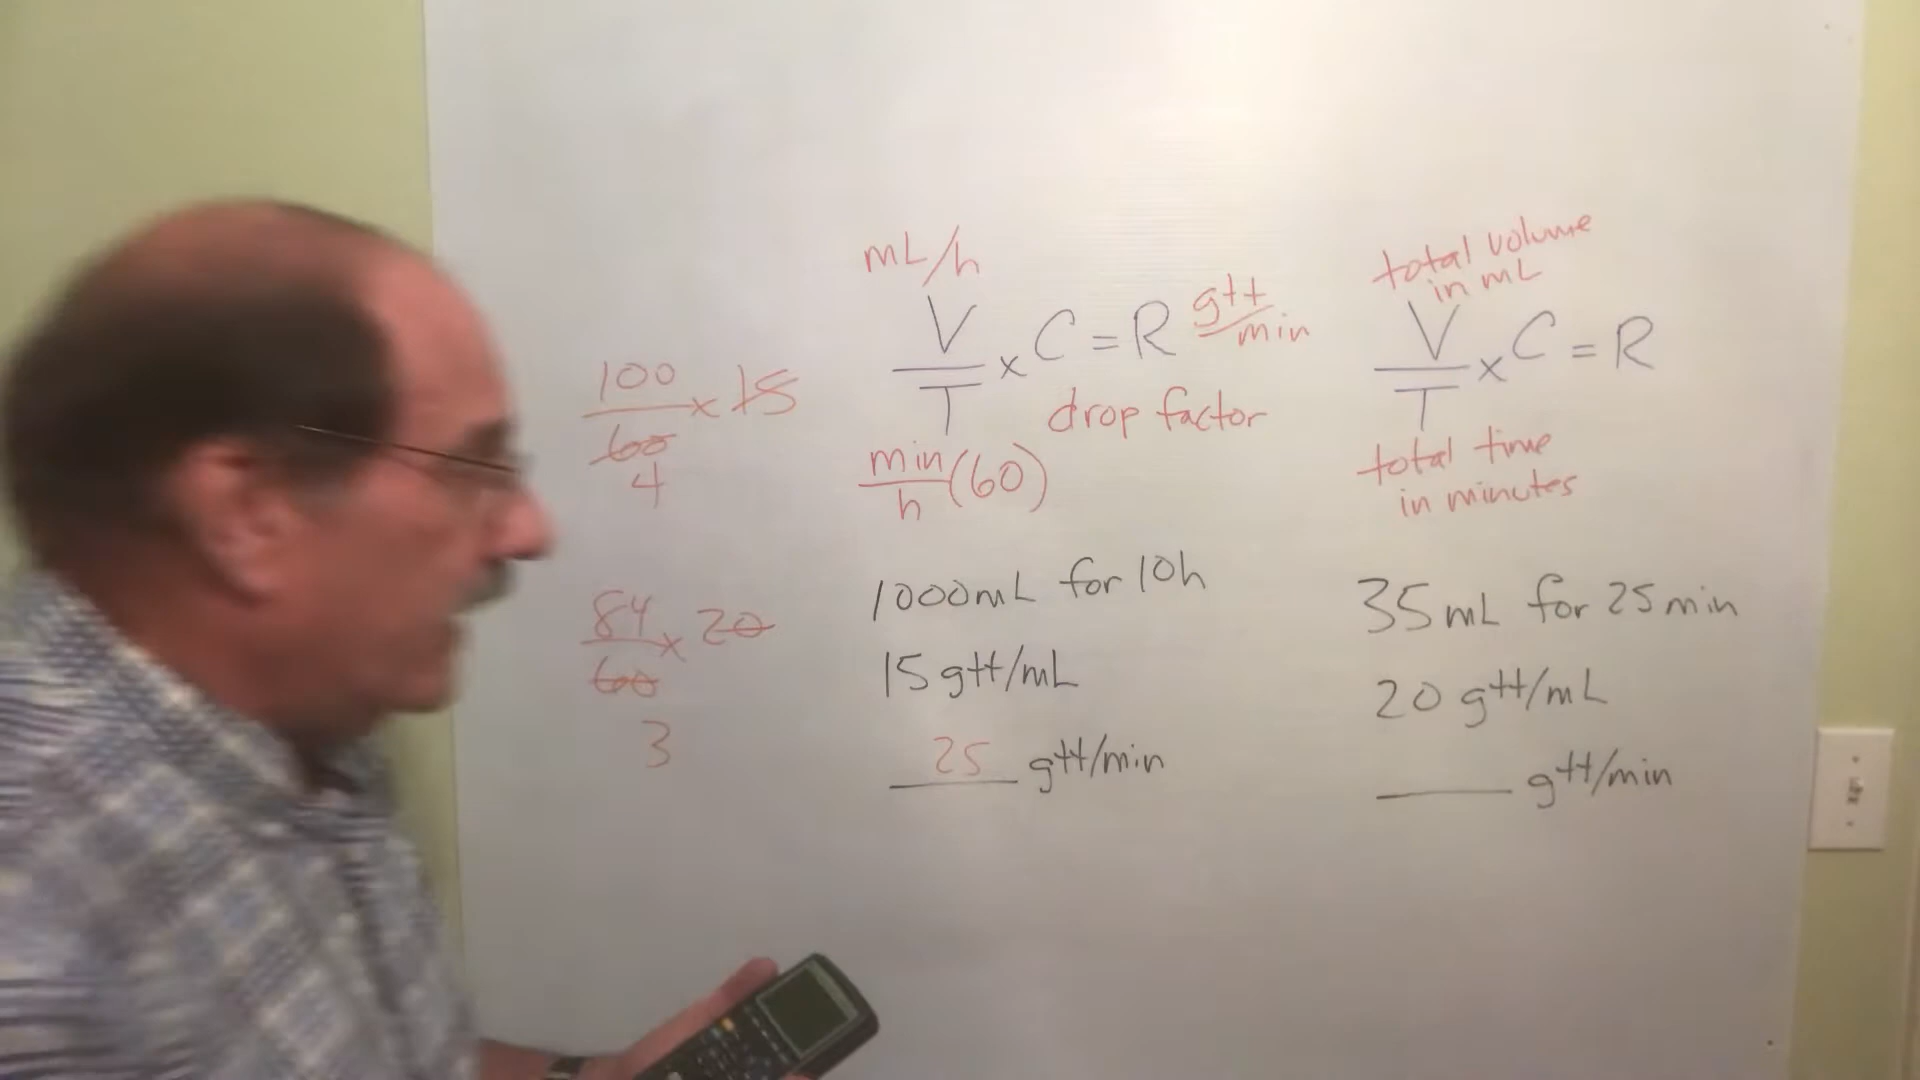 100
x 15
60
4
84
x 20
60
3
mL/h
V
x C = R gtt/min
T
drop factor
min/h (60)
1000mL for 10h
15 gtt/mL
25 gtt/min
total volume
in mL
V
x C = R
T
total time
in minutes
35 mL for 25 min
20 gtt/mL
____ gtt/min